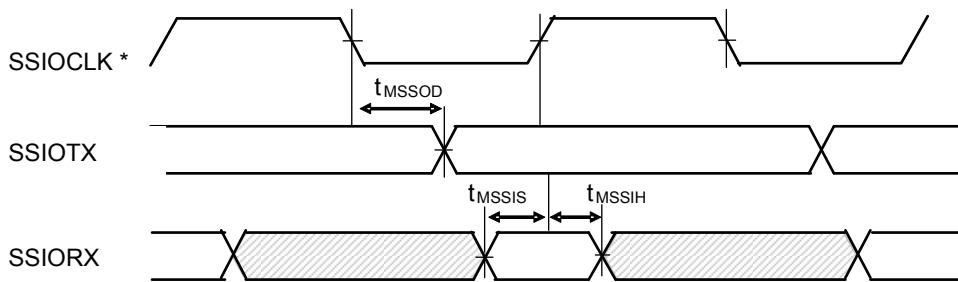 SSIOCLK *
tMSSOD
SSIOTX
tMSSIS
tMSSIH
SSIORX